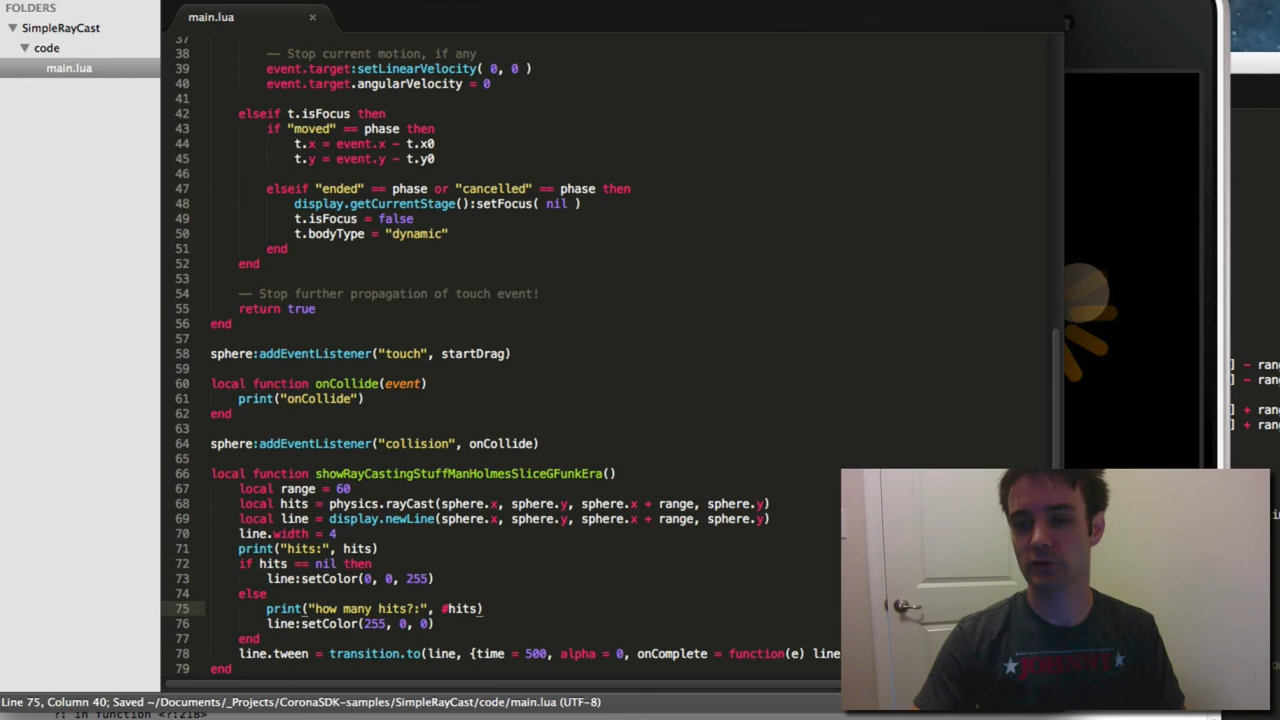 FOLDERS
SimpleRayCast
code
main.lua
main.lua
37
38 -- Stop current motion, if any
39 event.target:setLinearVelocity( 0, 0 )
40 event.target.angularVelocity = 0
41
42 elseif t.isFocus then
43 if "moved" == phase then
44 t.x = event.x - t.x0
45 t.y = event.y - t.y0
46
47 elseif "ended" == phase or "cancelled" == phase then
48 display.getCurrentStage():setFocus( nil )
49 t.isFocus = false
50 t.bodyType = "dynamic"
51 end
52 end
53
54 -- Stop further propagation of touch event!
55 return true
56 end
57
58 sphere:addEventListener("touch", startDrag)
59
60 local function onCollide(event)
61 print("onCollide")
62 end
63
64 sphere:addEventListener("collision", onCollide)
65
66 local function showRayCastingStuffManHolmesSliceGFunkEra()
67 local range = 60
68 local hits = physics.rayCast(sphere.x, sphere.y, sphere.x + range, sphere.y)
69 local line = display.newLine(sphere.x, sphere.y, sphere.x + range, sphere.y)
70 line.width = 4
71 print("hits:", hits)
72 if hits == nil then
73 line:setColor(0, 0, 255)
74 else
75 print("how many hits?:", #hits)
76 line:setColor(255, 0, 0)
77 end
78 line.tween = transition.to(line, {time = 500, alpha = 0, onComplete = function(e) line
79 end
] - rang
] - rang
] + rang
] + rang
Line 75, Column 40; Saved ~/Documents/_Projects/CoronaSDK-samples/SimpleRayCast/code/main.lua (UTF-8)
?: in function <?:218>